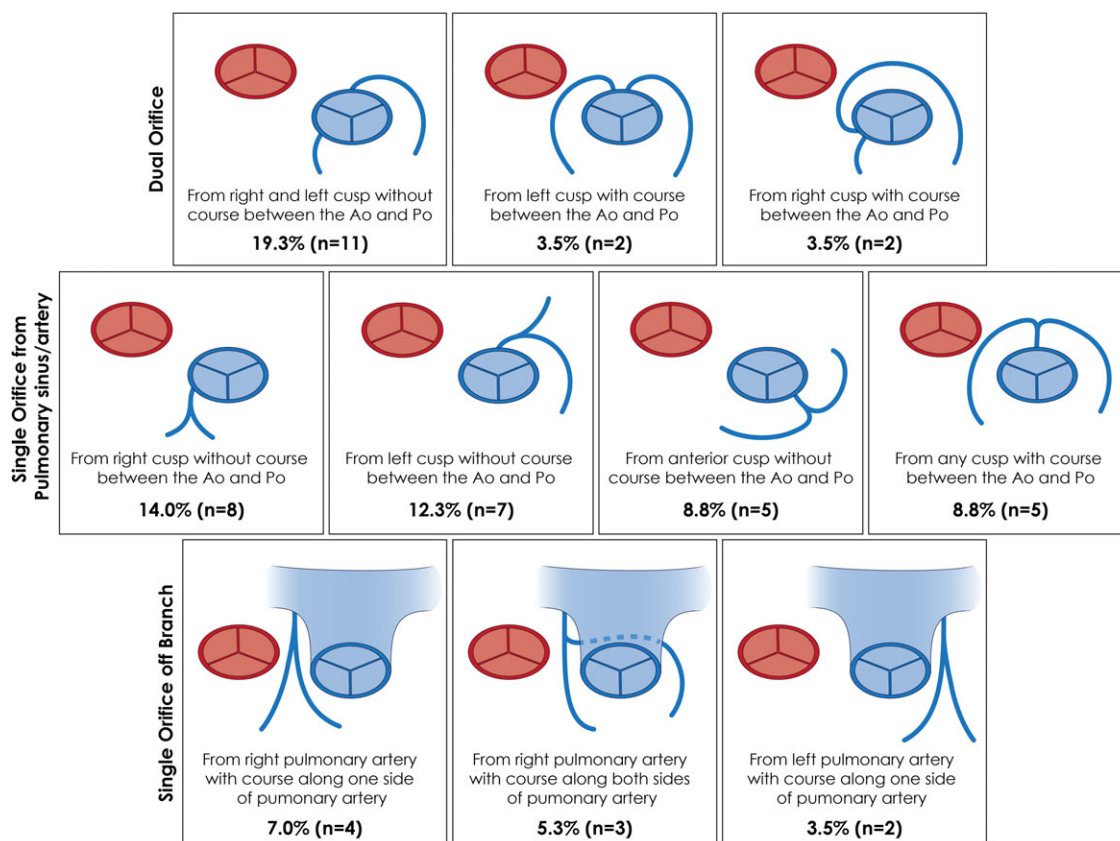 Dual Orifice
From right and left cusp without
course between the Ao and Po
19.3% (n=11)
From left cusp with course
between the Ao and Po
3.5% (n=2)
From right cusp with course
between the Ao and Po
3.5% (n=2)
Single Orifice from
Pulmonary sinus/artery
From right cusp without course
between the Ao and Po
14.0% (n=8)
From left cusp without course
between the Ao and Po
12.3% (n=7)
From anterior cusp without
course between the Ao and Po
8.8% (n=5)
From any cusp with course
between the Ao and Po
8.8% (n=5)
Single Orifice off Branch
From right pulmonary artery
with course along one side
of pumonary artery
7.0% (n=4)
From right pulmonary artery
with course along both sides
of pumonary artery
5.3% (n=3)
From left pulmonary artery
with course along one side
of pumonary artery
3.5% (n=2)